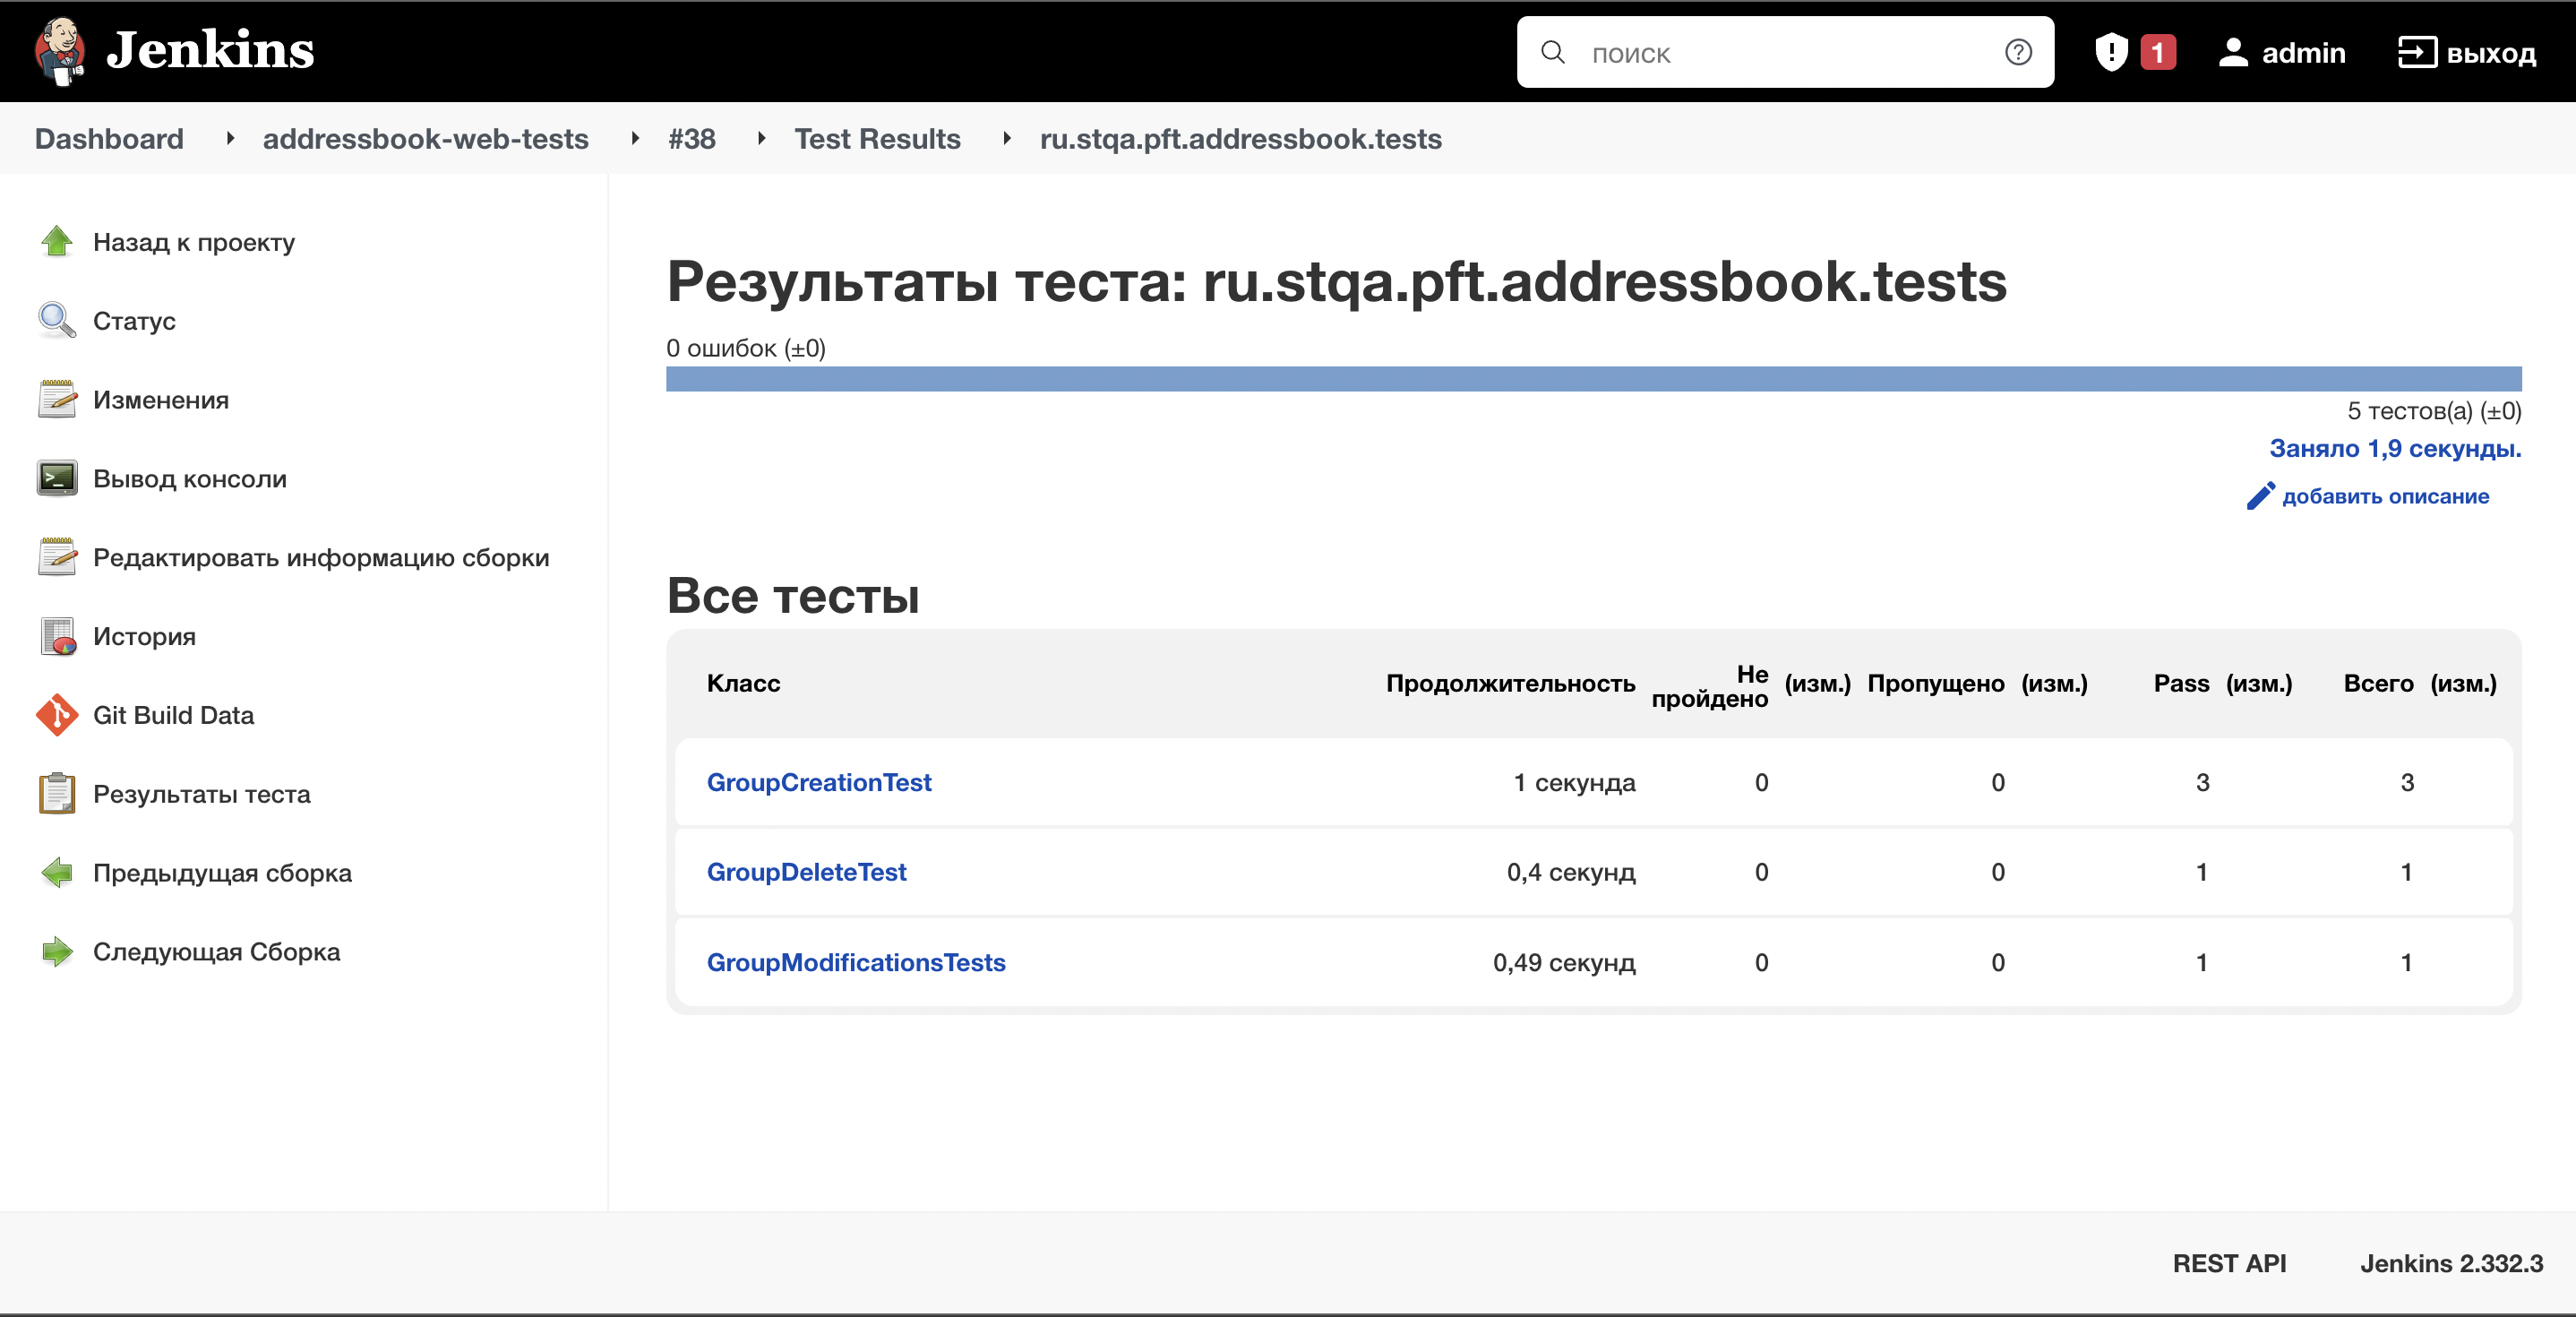 Jenkins
поиск
1
admin
выход
Dashboard
addressbook-web-tests
#38
Test Results
ru.stqa.pft.addressbook.tests
Назад к проекту
Статус
Изменения
Вывод консоли
Редактировать информацию сборки
История
Git Build Data
Результаты теста
Предыдущая сборка
Следующая Сборка
Результаты теста: ru.stqa.pft.addressbook.tests
0 ошибок (±0)
5 тестов(а) (±0)
Заняло 1,9 секунды.
добавить описание
Все тесты
Класс Продолжительность Не пройдено (изм.) Пропущено (изм.) Pass (изм.) Всего (изм.)
GroupCreationTest 1 секунда 0 0 3 3
GroupDeleteTest 0,4 секунд 0 0 1 1
GroupModificationsTests 0,49 секунд 0 0 1 1
REST API Jenkins 2.332.3